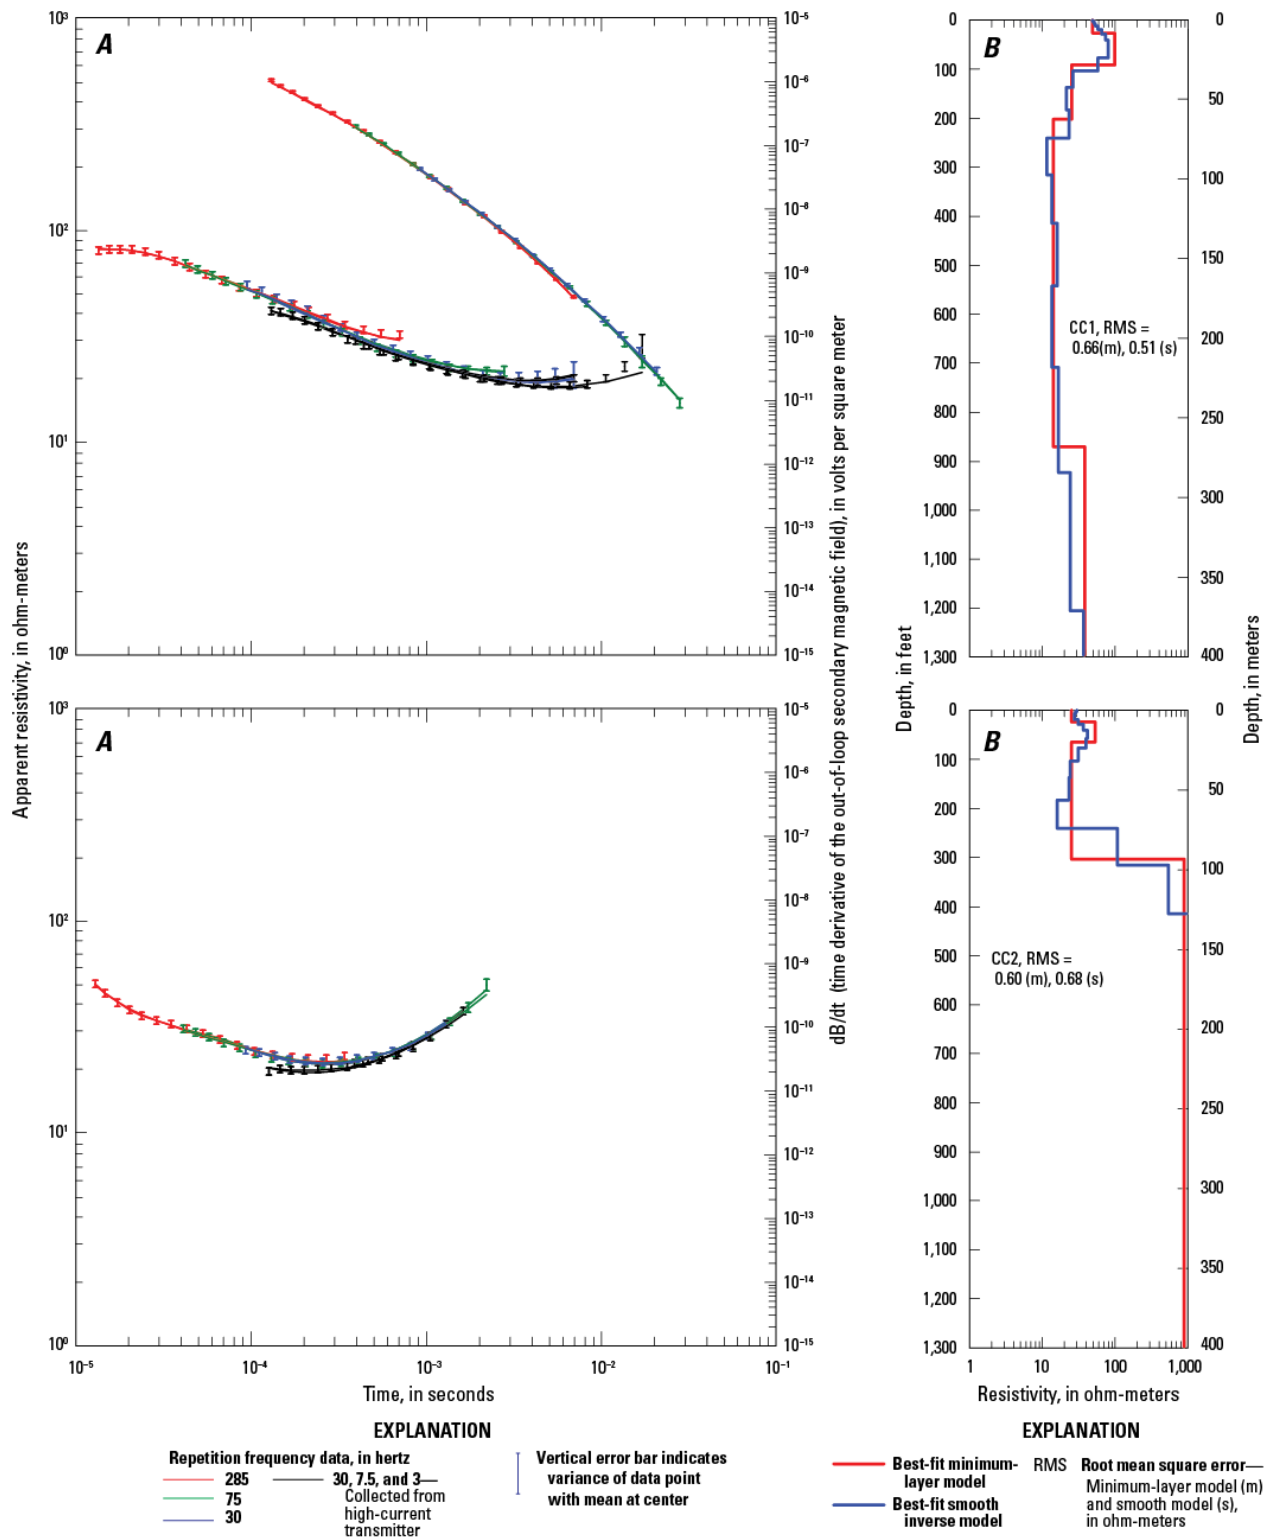 A
10³
10²
10¹
10⁰
10⁻⁵
10⁻⁶
10⁻⁷
10⁻⁸
10⁻⁹
10⁻¹⁰
10⁻¹¹
10⁻¹²
10⁻¹³
10⁻¹⁴
10⁻¹⁵
B
0
100
200
300
400
500
600
700
800
900
1,000
1,100
1,200
1,300
0
50
100
150
200
250
300
350
400
CC1, RMS =
0.66(m), 0.51 (s)
Apparent resistivity, in ohm-meters
dB/dt (time derivative of the out-of-loop secondary magnetic field), in volts per square meter
Depth, in feet
Depth, in meters
A
10³
10²
10¹
10⁰
10⁻⁵
10⁻⁶
10⁻⁷
10⁻⁸
10⁻⁹
10⁻¹⁰
10⁻¹¹
10⁻¹²
10⁻¹³
10⁻¹⁴
10⁻¹⁵
10⁻⁵ 10⁻⁴ 10⁻³ 10⁻² 10⁻¹
Time, in seconds
B
0
100
200
300
400
500
600
700
800
900
1,000
1,100
1,200
1,300
0
50
100
150
200
250
300
350
400
CC2, RMS =
0.60 (m), 0.68 (s)
1 10 100 1,000
Resistivity, in ohm-meters
EXPLANATION
Repetition frequency data, in hertz
285
75
30
30, 7.5, and 3—
Collected from
high-current
transmitter
Vertical error bar indicates
variance of data point
with mean at center
EXPLANATION
Best-fit minimum-
layer model
Best-fit smooth
inverse model
RMS Root mean square error—
Minimum-layer model (m)
and smooth model (s),
in ohm-meters